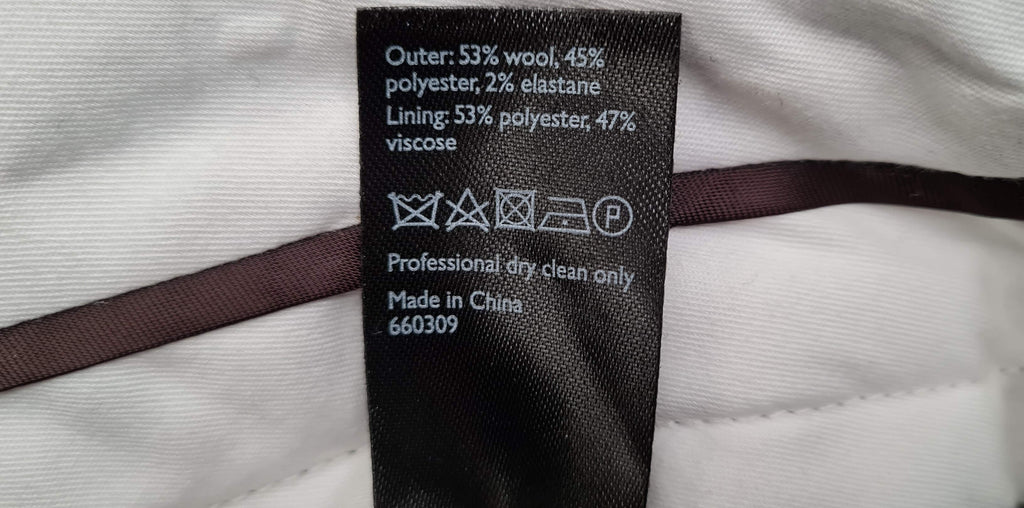 Outer: 53% wool, 45%
polyester, 2% elastane
Lining: 53% polyester, 47%
viscose
P
Professional dry clean only
Made in China
660309